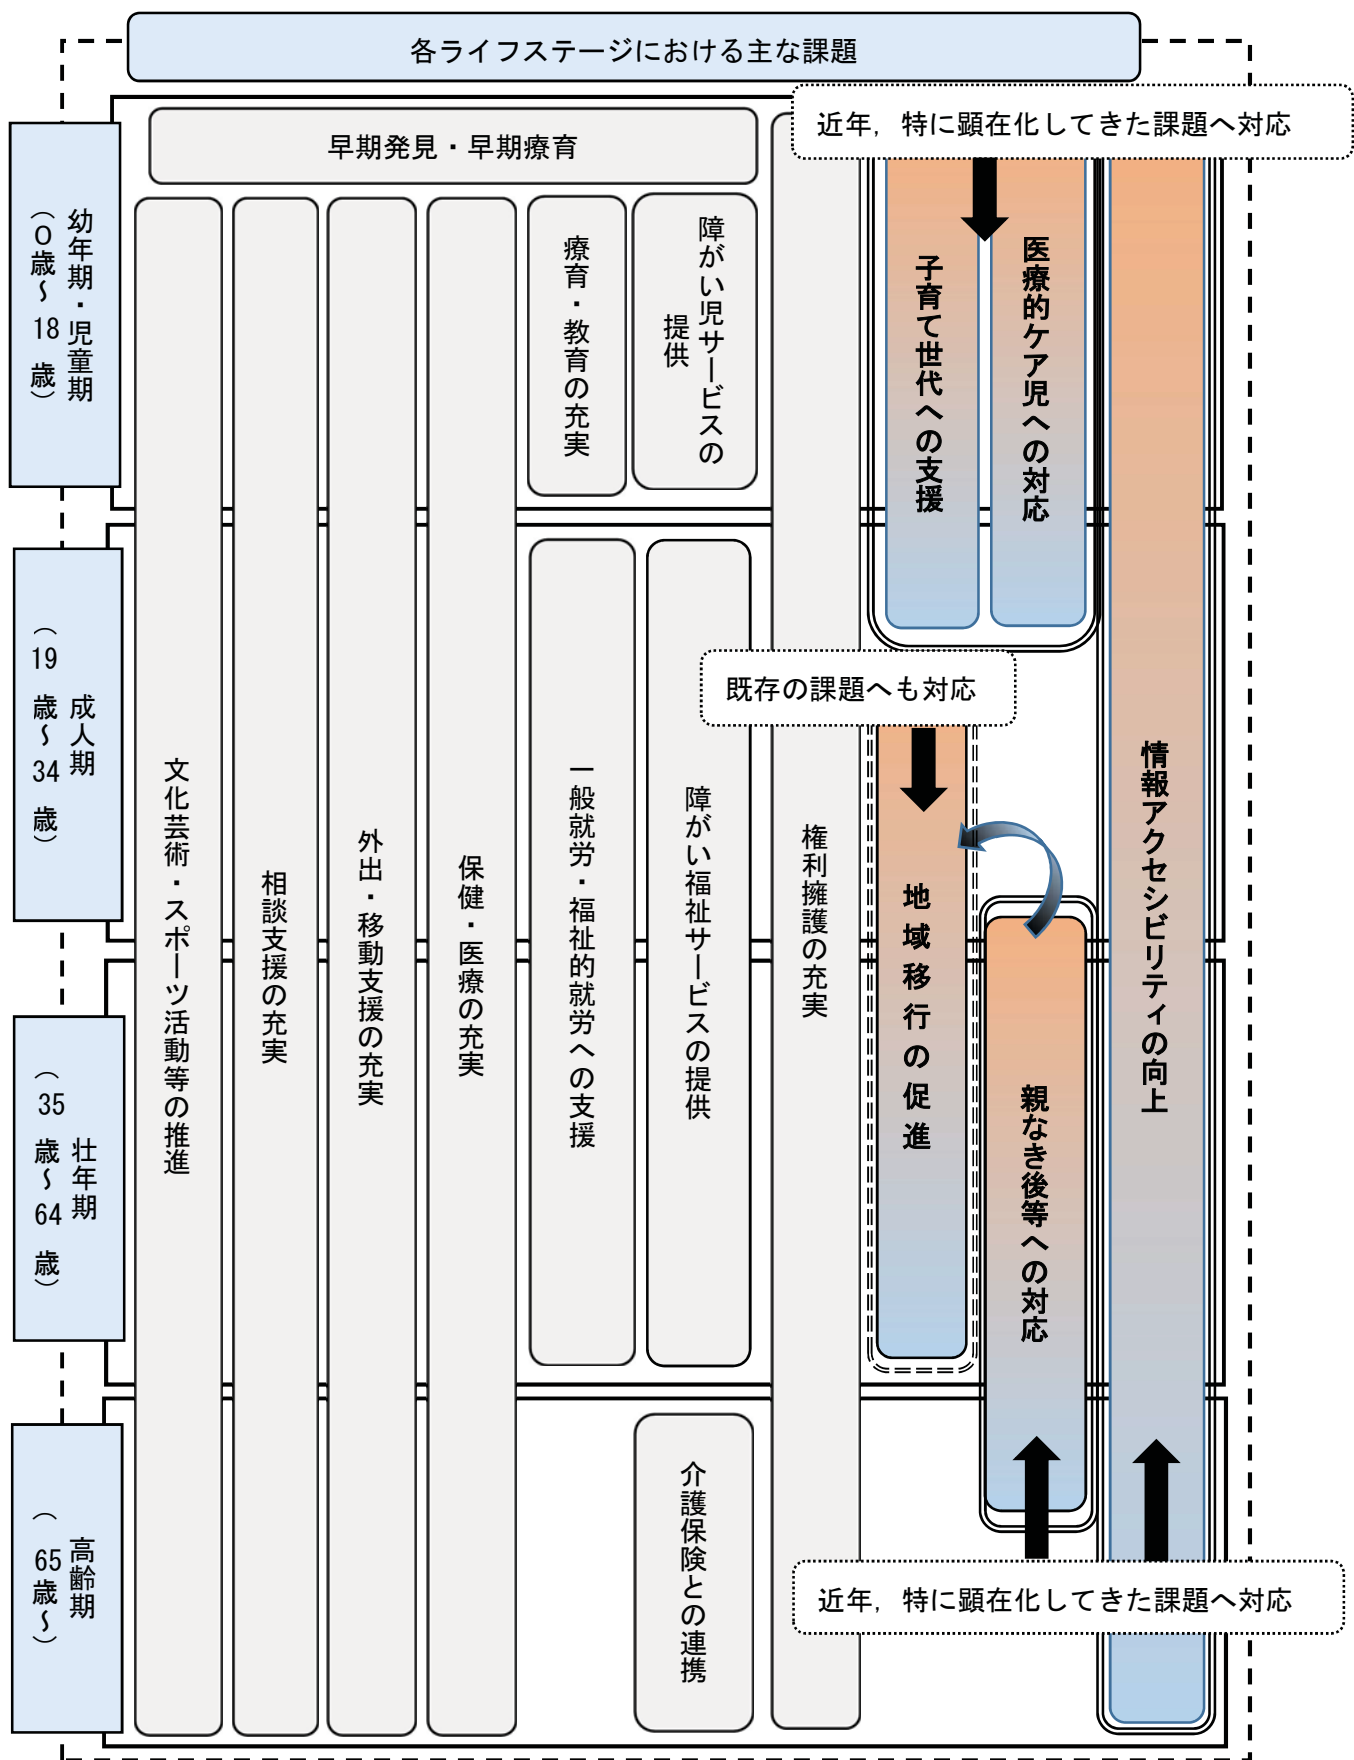 各ライフステージにおける主な課題
近年，特に顕在化してきた課題へ対応
早期発見・早期療育
幼年期・児童期
（０歳～18 歳）
療育・教育の充実
障がい児サービスの
提供
子育て世代への支援
医療的ケア児への対応
成人期
（19 歳～34 歳）
既存の課題へも対応
文化芸術・スポーツ活動等の推進
相談支援の充実
外出・移動支援の充実
保健・医療の充実
一般就労・福祉的就労への支援
障がい福祉サービスの提供
権利擁護の充実
地域移行の促進
親なき後等への対応
情報アクセシビリティの向上
壮年期
（35 歳～64 歳）
高齢期
（65 歳～）
介護保険との連携
近年，特に顕在化してきた課題へ対応